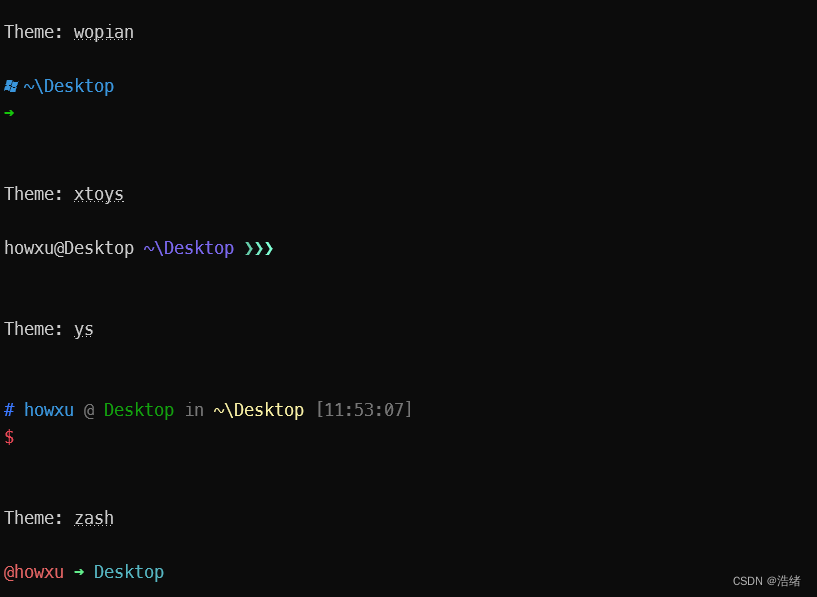 Theme: wopian
~\Desktop
➜
Theme: xtoys
howxu@Desktop ~\Desktop ❯❯❯
Theme: ys
# howxu @ Desktop in ~\Desktop [11:53:07]
$
Theme: zash
@howxu ➜ Desktop
CSDN @浩绪